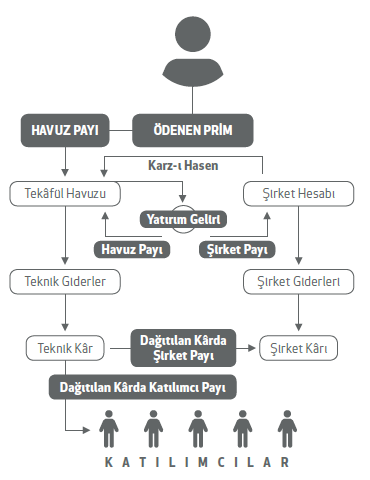 HAVUZ PAYI
ÖDENEN PRİM
Karz-ı Hasen
Tekâfül Havuzu
Şirket Hesabı
Yatırım Geliri
Havuz Payı
Şirket Payı
Teknik Giderler
Şirket Giderleri
Teknik Kâr
Dağıtılan Kârda
Şirket Payı
Şirket Kârı
Dağıtılan Kârda Katılımcı Payı
KATILIMCILAR